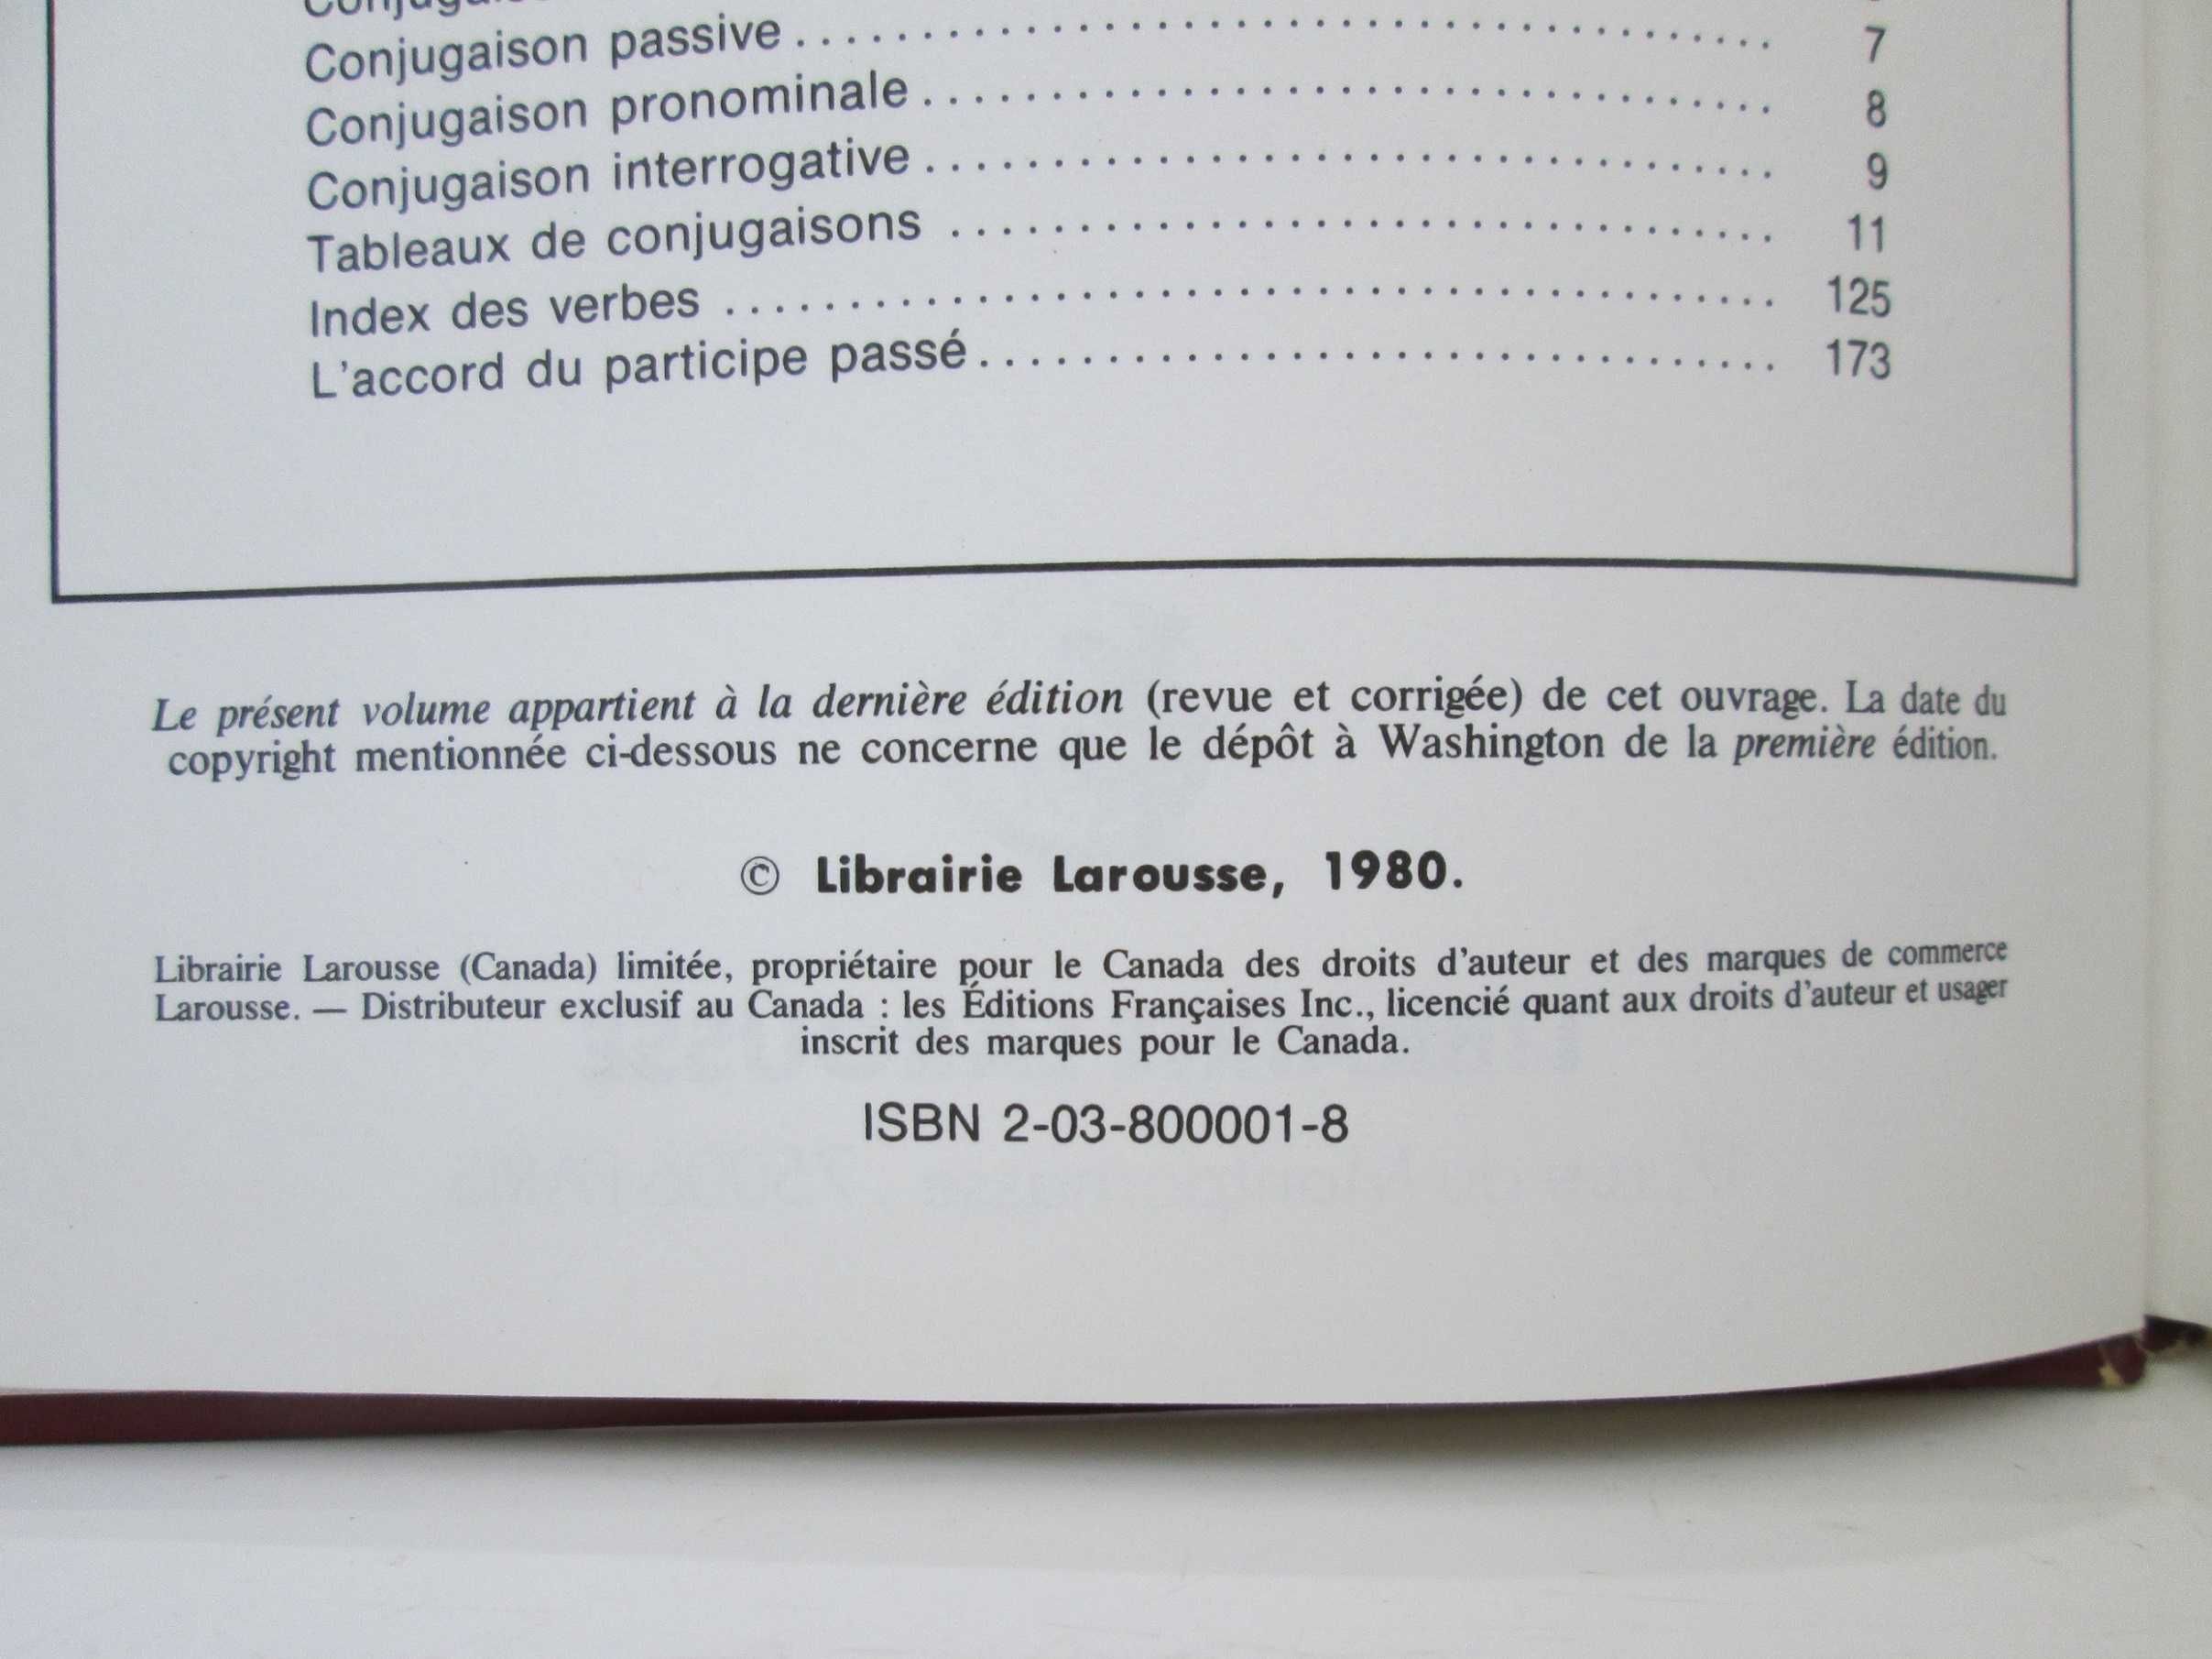 Conjugaison passive . . . . . . . . . . . . . . . . . . . . . . . . . . . . . . . . . . . . . . 7
Conjugaison pronominale . . . . . . . . . . . . . . . . . . . . . . . . . . . . . . . . 8
Conjugaison interrogative . . . . . . . . . . . . . . . . . . . . . . . . . . . . . . . . 9
Tableaux de conjugaisons . . . . . . . . . . . . . . . . . . . . . . . . . . . . . . . 11
Index des verbes . . . . . . . . . . . . . . . . . . . . . . . . . . . . . . . . . . . . . . . . 125
L'accord du participe passé . . . . . . . . . . . . . . . . . . . . . . . . . . . . . . 173
Le présent volume appartient à la dernière édition (revue et corrigée) de cet ouvrage. La date du
copyright mentionnée ci-dessous ne concerne que le dépôt à Washington de la première édition.
© Librairie Larousse, 1980.
Librairie Larousse (Canada) limitée, propriétaire pour le Canada des droits d'auteur et des marques de commerce
Larousse. — Distributeur exclusif au Canada : les Éditions Françaises Inc., licencié quant aux droits d'auteur et usager
inscrit des marques pour le Canada.
ISBN 2-03-800001-8